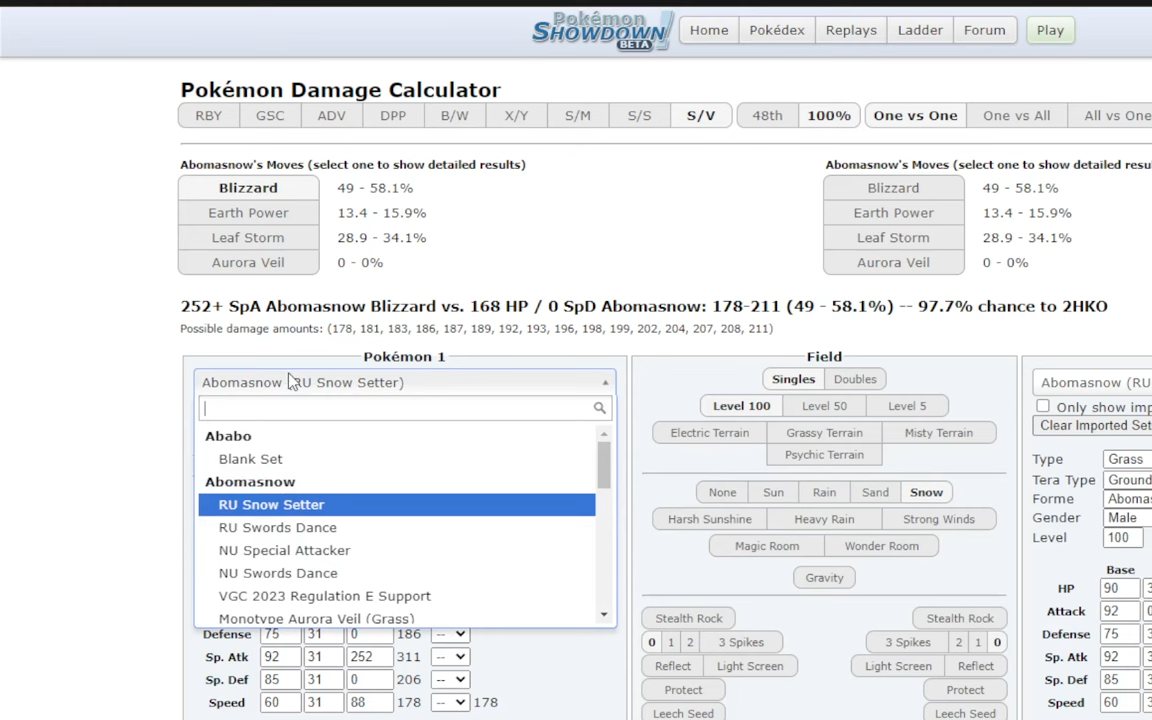 Pokémon
SHOWDOWN!
BETA
Home Pokédex Replays Ladder Forum Play
Pokémon Damage Calculator
RBY GSC ADV DPP B/W X/Y S/M S/S S/V 48th 100% One vs One One vs All All vs One
Abomasnow's Moves (select one to show detailed results)
Blizzard 49 - 58.1%
Earth Power 13.4 - 15.9%
Leaf Storm 28.9 - 34.1%
Aurora Veil 0 - 0%
Abomasnow's Moves (select one to show detailed resu
Blizzard 49 - 58.1%
Earth Power 13.4 - 15.9%
Leaf Storm 28.9 - 34.1%
Aurora Veil 0 - 0%
252+ SpA Abomasnow Blizzard vs. 168 HP / 0 SpD Abomasnow: 178-211 (49 - 58.1%) -- 97.7% chance to 2HKO
Possible damage amounts: (178, 181, 183, 186, 187, 189, 192, 193, 196, 198, 199, 202, 204, 207, 208, 211)
Pokémon 1
Abomasnow (RU Snow Setter)
Ababo
Blank Set
Abomasnow
RU Snow Setter
RU Swords Dance
NU Special Attacker
NU Swords Dance
VGC 2023 Regulation E Support
Monotype Aurora Veil (Grass)
Defense 75 31 0 186 --
Sp. Atk 92 31 252 311 --
Sp. Def 85 31 0 206 --
Speed 60 31 88 178 -- 178
Field
Singles Doubles
Level 100 Level 50 Level 5
Electric Terrain Grassy Terrain Misty Terrain
Psychic Terrain
None Sun Rain Sand Snow
Harsh Sunshine Heavy Rain Strong Winds
Magic Room Wonder Room
Gravity
Stealth Rock Stealth Rock
0 1 2 3 Spikes 3 Spikes 2 1 0
Reflect Light Screen Light Screen Reflect
Protect Protect
Leech Seed Leech Seed
Abomasnow (RU
Only show imp
Clear Imported Set
Type Grass
Tera Type Ground
Forme Abomas
Gender Male
Level 100
Base
HP 90 3
Attack 92 0
Defense 75 3
Sp. Atk 92 3
Sp. Def 85 3
Speed 60 3